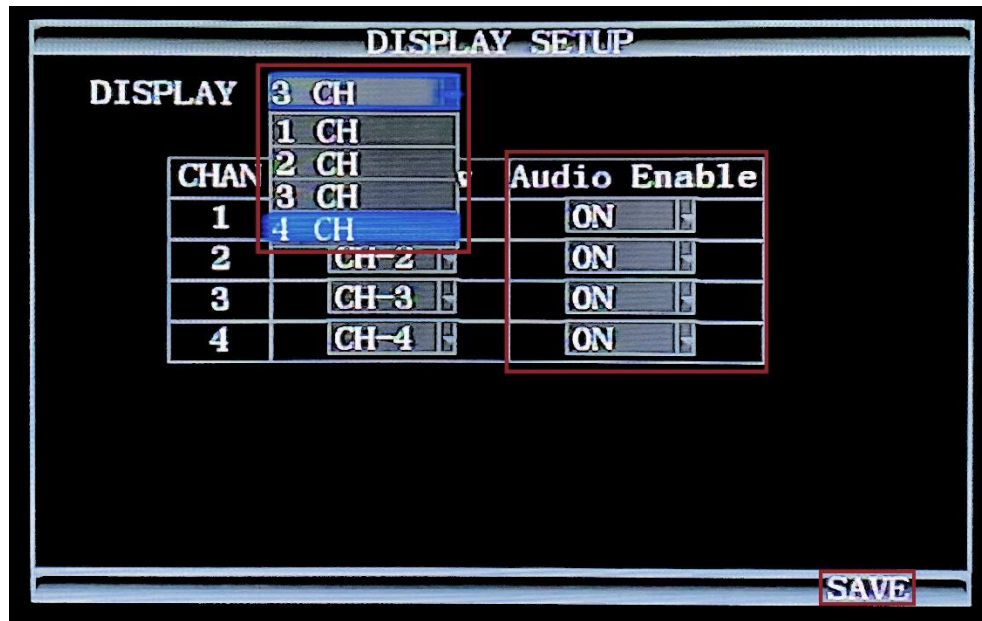 DISPLAY SETUP
DISPLAY 3 CH
1 CH
2 CH
3 CH
4 CH
CHAN Audio Enable
1 ON
2 CH-2 ON
3 CH-3 ON
4 CH-4 ON
SAVE